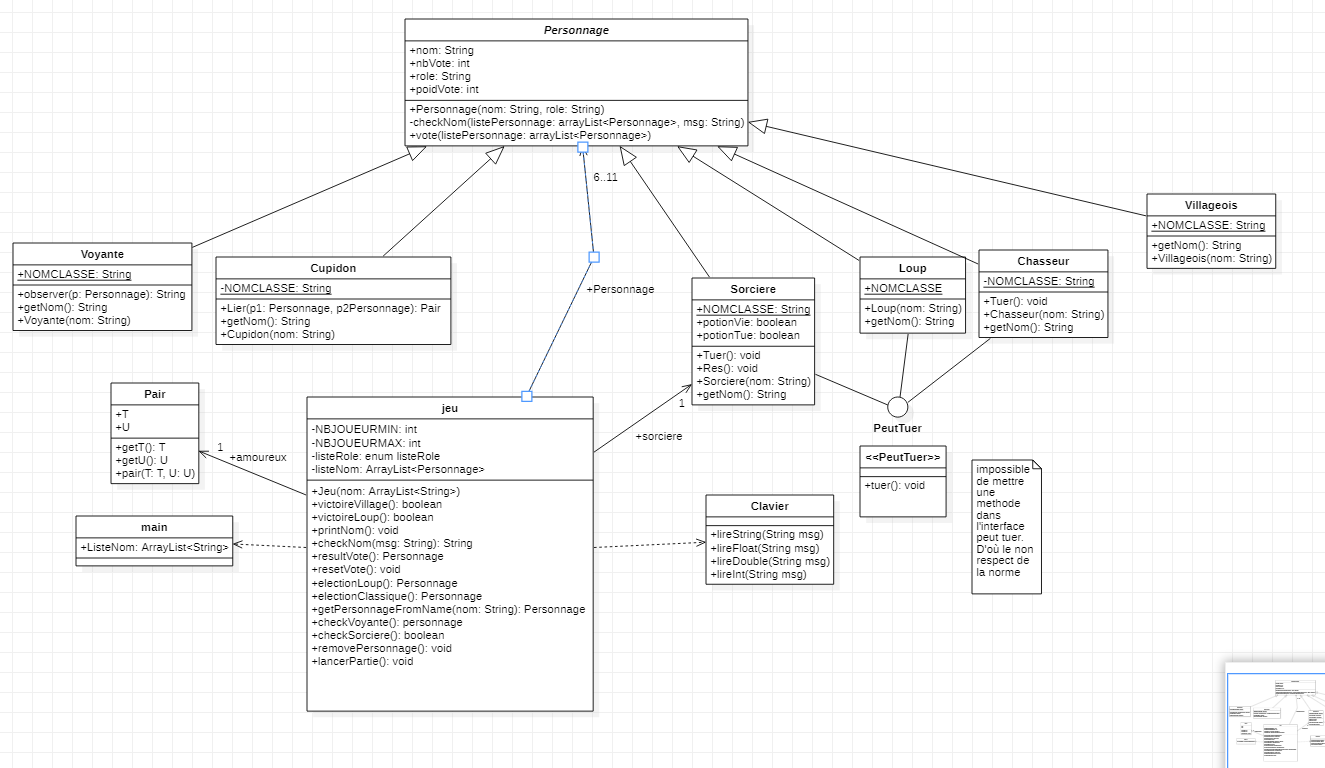 Personnage
+nom: String
+nbVote: int
+role: String
+poidVote: int
+Personnage(nom: String, role: String)
-checkNom(listePersonnage: arrayList<Personnage>, msg: String)
+vote(listePersonnage: arrayList<Personnage>)
6..11
+Personnage
Villageois
+NOMCLASSE: String
+getNom(): String
+Villageois(nom: String)
Voyante
+NOMCLASSE: String
+observer(p: Personnage): String
+getNom(): String
+Voyante(nom: String)
Cupidon
-NOMCLASSE: String
+Lier(p1: Personnage, p2Personnage): Pair
+getNom(): String
+Cupidon(nom: String)
Sorciere
+NOMCLASSE: String
+potionVie: boolean
+potionTue: boolean
+Tuer(): void
+Res(): void
+Sorciere(nom: String)
+getNom(): String
Loup
+NOMCLASSE
+Loup(nom: String)
+getNom(): String
Chasseur
-NOMCLASSE: String
+Tuer(): void
+Chasseur(nom: String)
+getNom(): String
Pair
+T
+U
+getT(): T
+getU(): U
+pair(T: T, U: U)
1
+amoureux
main
+ListeNom: ArrayList<String>
jeu
-NBJOUEURMIN: int
-NBJOUEURMAX: int
-listeRole: enum listeRole
-listeNom: ArrayList<Personnage>
+Jeu(nom: ArrayList<String>)
+victoireVillage(): boolean
+victoireLoup(): boolean
+printNom(): void
+checkNom(msg: String): String
+resultVote(): Personnage
+resetVote(): void
+electionLoup(): Personnage
+electionClassique(): Personnage
+getPersonnageFromName(nom: String): Personnage
+checkVoyante(): personnage
+checkSorciere(): boolean
+removePersonnage(): void
+lancerPartie(): void
1
+sorciere
PeutTuer
<<PeutTuer>>
+tuer(): void
impossible
de mettre
une
methode
dans
l'interface
peut tuer.
D'où le non
respect de
la norme
Clavier
+lireString(String msg)
+lireFloat(String msg)
+lireDouble(String msg)
+lireInt(String msg)